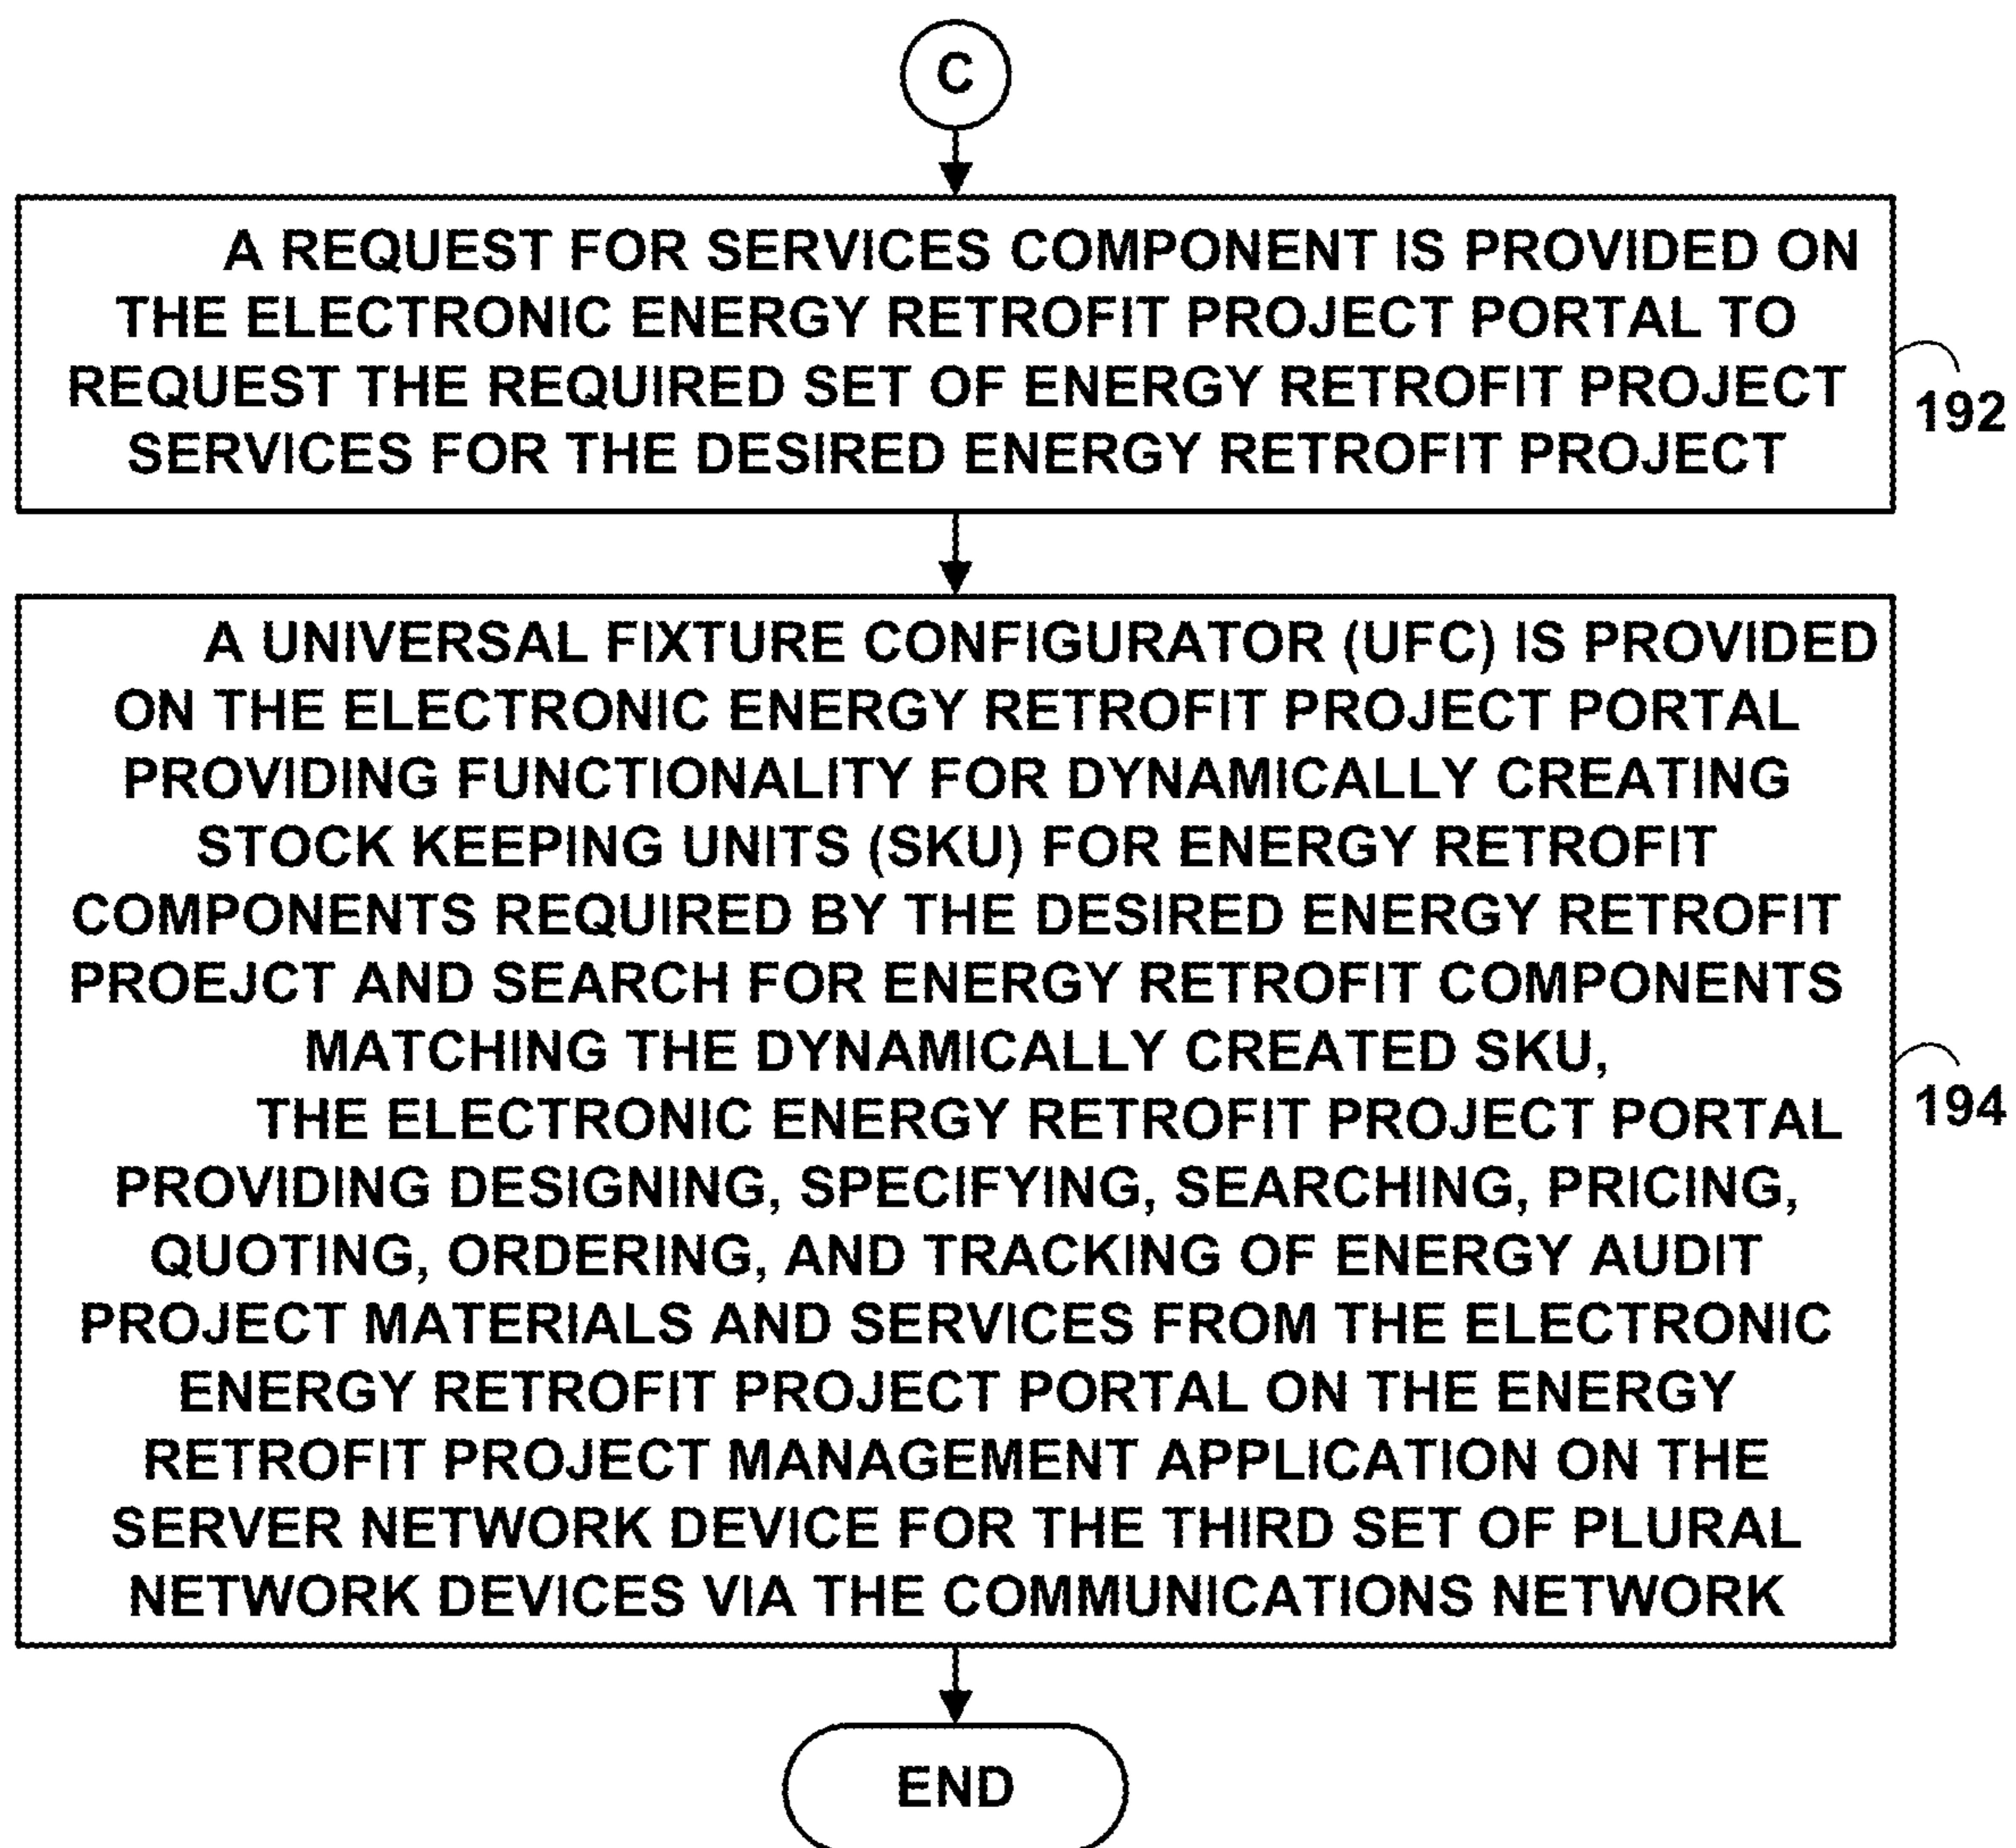 C
A REQUEST FOR SERVICES COMPONENT IS PROVIDED ON
THE ELECTRONIC ENERGY RETROFIT PROJECT PORTAL TO
REQUEST THE REQUIRED SET OF ENERGY RETROFIT PROJECT
SERVICES FOR THE DESIRED ENERGY RETROFIT PROJECT
192
A UNIVERSAL FIXTURE CONFIGURATOR (UFC) IS PROVIDED
ON THE ELECTRONIC ENERGY RETROFIT PROJECT PORTAL
PROVIDING FUNCTIONALITY FOR DYNAMICALLY CREATING
STOCK KEEPING UNITS (SKU) FOR ENERGY RETROFIT
COMPONENTS REQUIRED BY THE DESIRED ENERGY RETROFIT
PROEJCT AND SEARCH FOR ENERGY RETROFIT COMPONENTS
MATCHING THE DYNAMICALLY CREATED SKU,
THE ELECTRONIC ENERGY RETROFIT PROJECT PORTAL
PROVIDING DESIGNING, SPECIFYING, SEARCHING, PRICING,
QUOTING, ORDERING, AND TRACKING OF ENERGY AUDIT
PROJECT MATERIALS AND SERVICES FROM THE ELECTRONIC
ENERGY RETROFIT PROJECT PORTAL ON THE ENERGY
RETROFIT PROJECT MANAGEMENT APPLICATION ON THE
SERVER NETWORK DEVICE FOR THE THIRD SET OF PLURAL
NETWORK DEVICES VIA THE COMMUNICATIONS NETWORK
194
END